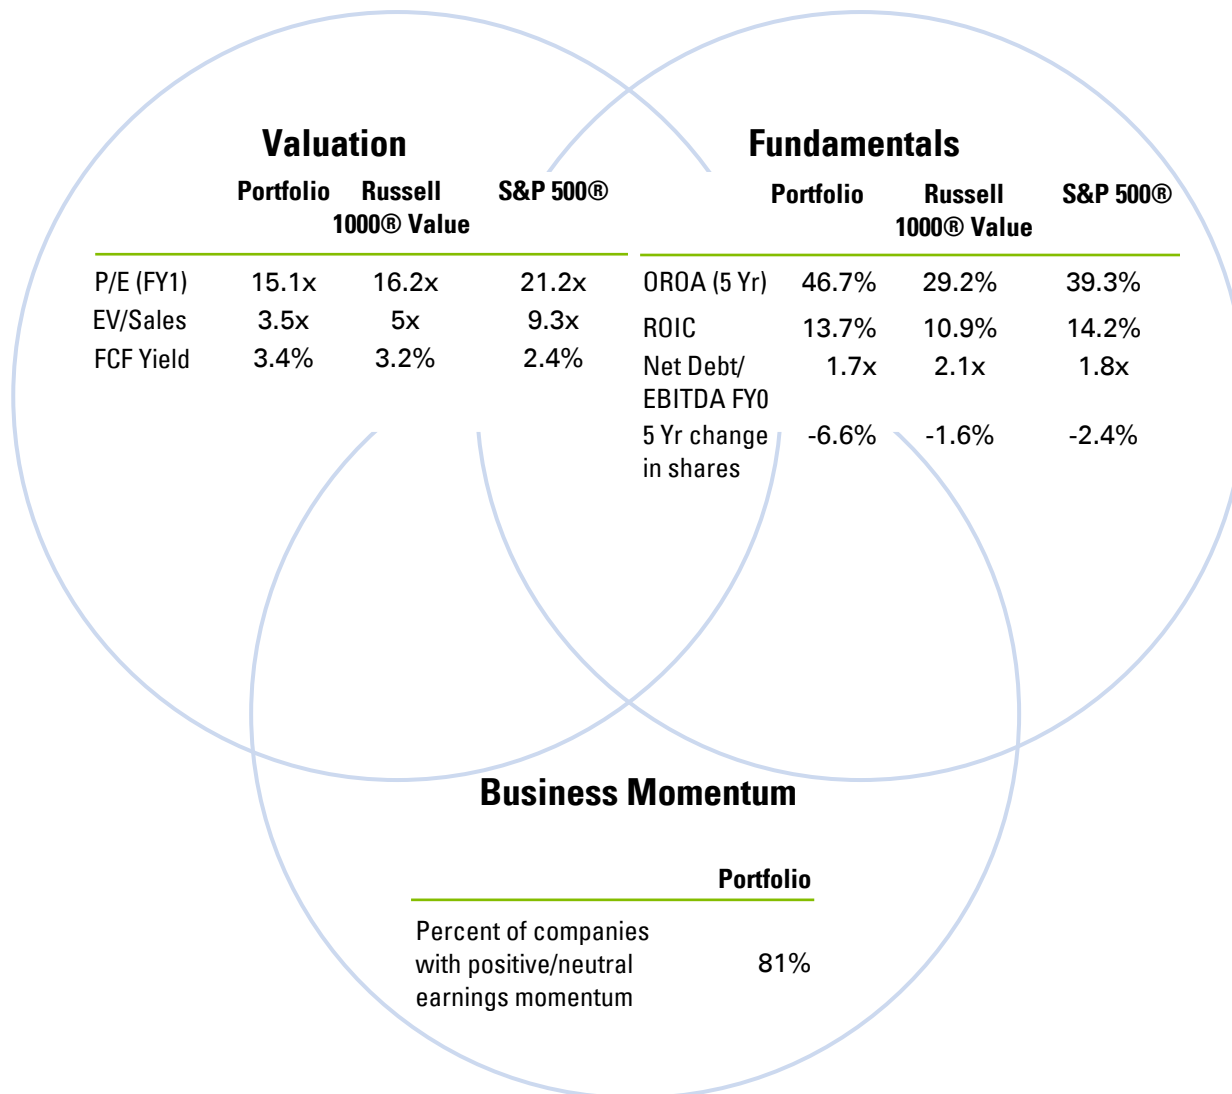 Valuation
Portfolio Russell S&P 500®
1000® Value
P/E (FY1) 15.1x 16.2x 21.2x
EV/Sales 3.5x 5x 9.3x
FCF Yield 3.4% 3.2% 2.4%
Fundamentals
Portfolio Russell S&P 500®
1000® Value
OROA (5 Yr) 46.7% 29.2% 39.3%
ROIC 13.7% 10.9% 14.2%
Net Debt/ 1.7x 2.1x 1.8x
EBITDA FY0
5 Yr change -6.6% -1.6% -2.4%
in shares
Business Momentum
Portfolio
Percent of companies
with positive/neutral 81%
earnings momentum